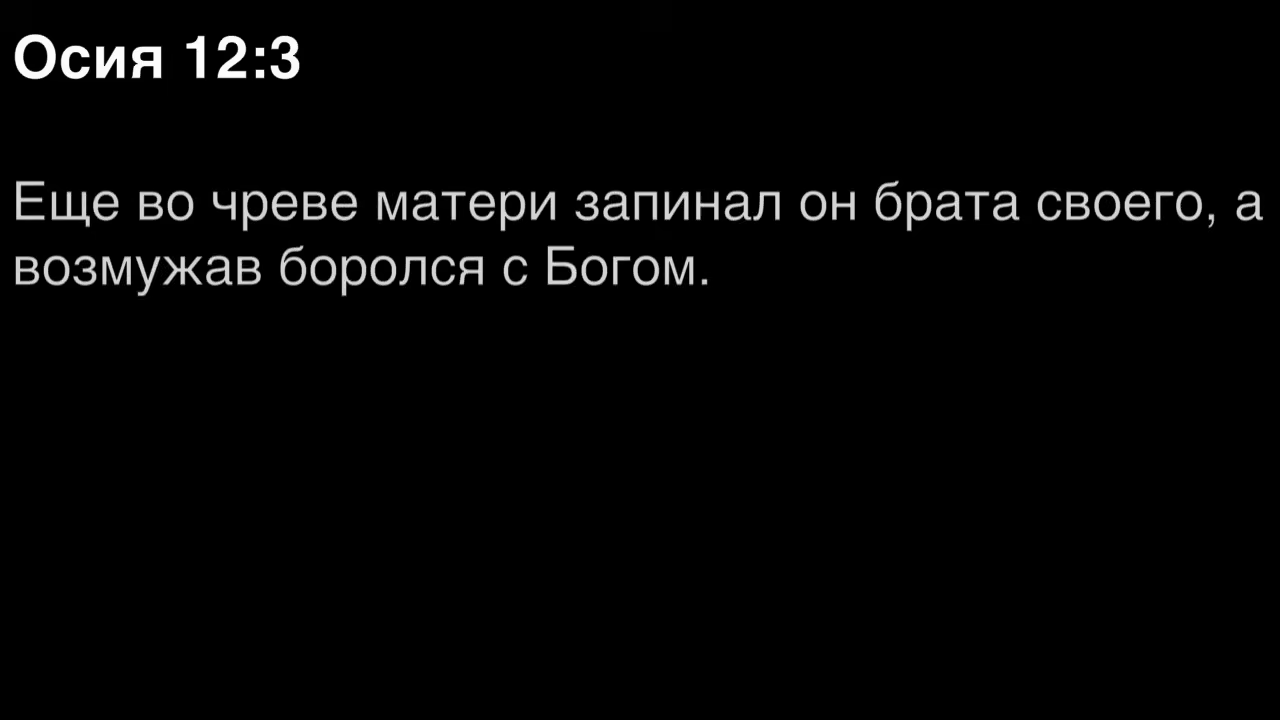 Осия 12:3
Еще во чреве матери запинал он брата своего, а
возмужав боролся с Богом.